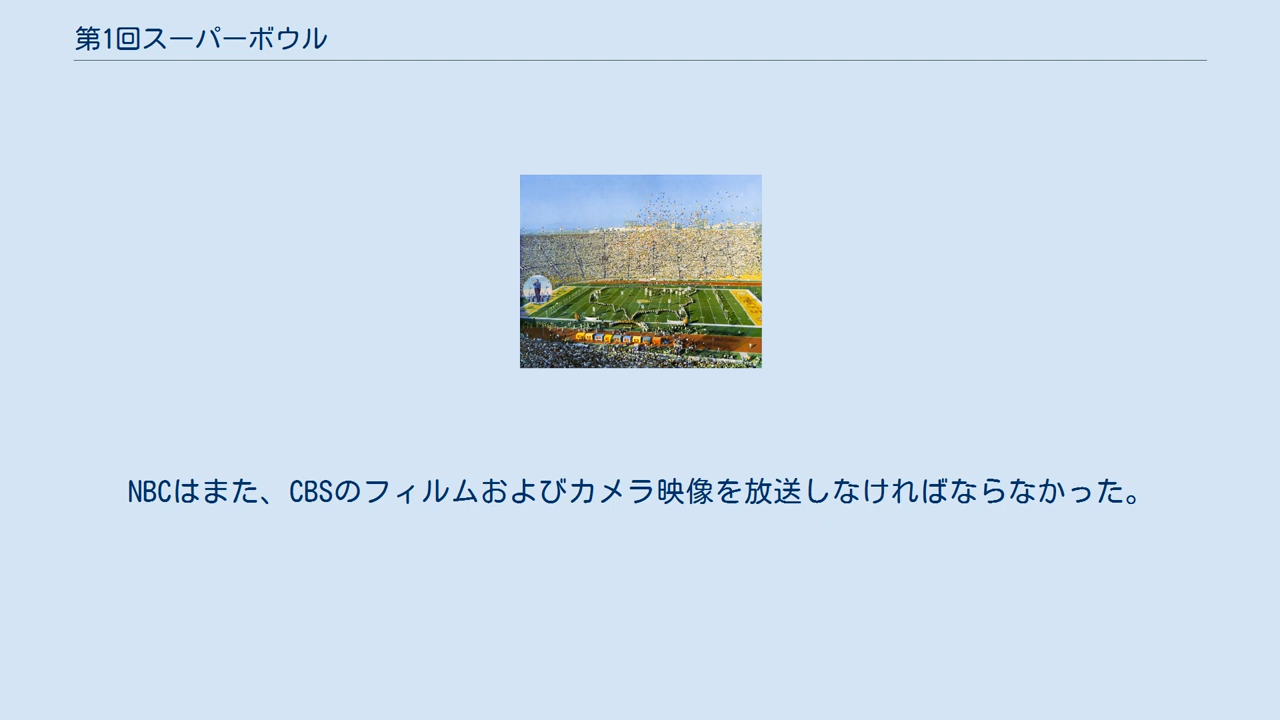 第1回スーパーボウル
NBCはまた、CBSのフィルムおよびカメラ映像を放送しなければならなかった。